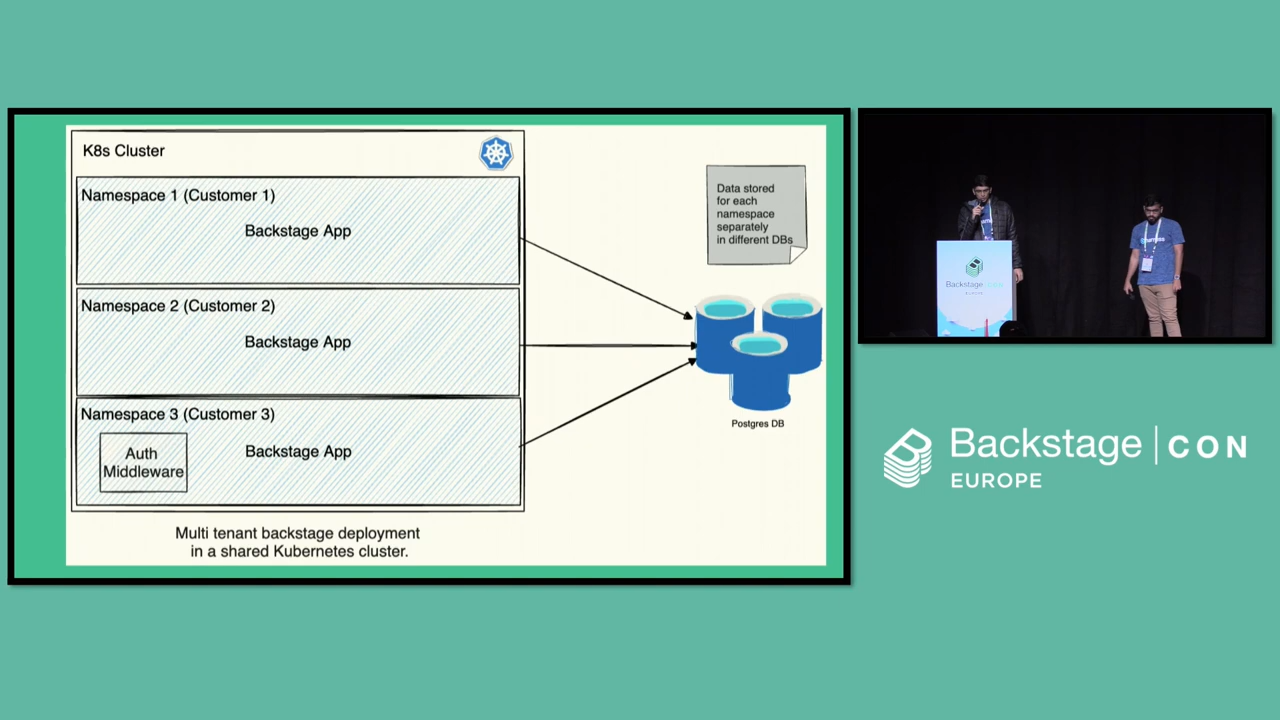 K8s Cluster
Namespace 1 (Customer 1)
Backstage App
Namespace 2 (Customer 2)
Backstage App
Namespace 3 (Customer 3)
Auth
Middleware
Backstage App
Multi tenant backstage deployment
in a shared Kubernetes cluster.
Data stored
for each
namespace
separately
in different DBs
Postgres DB
Backstage
Backstage | CON
EUROPE